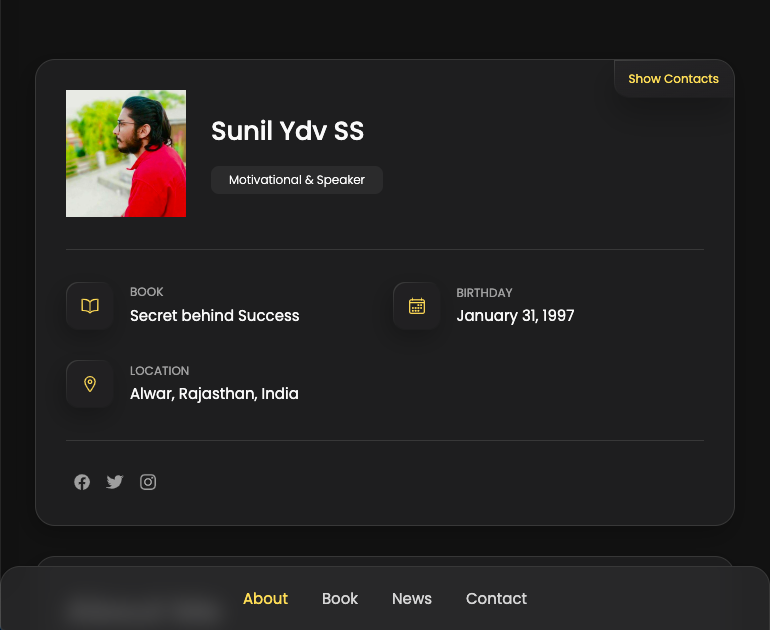 Show Contacts
Sunil Ydv SS
Motivational & Speaker
BOOK
Secret behind Success
BIRTHDAY
January 31, 1997
LOCATION
Alwar, Rajasthan, India
About Book News Contact